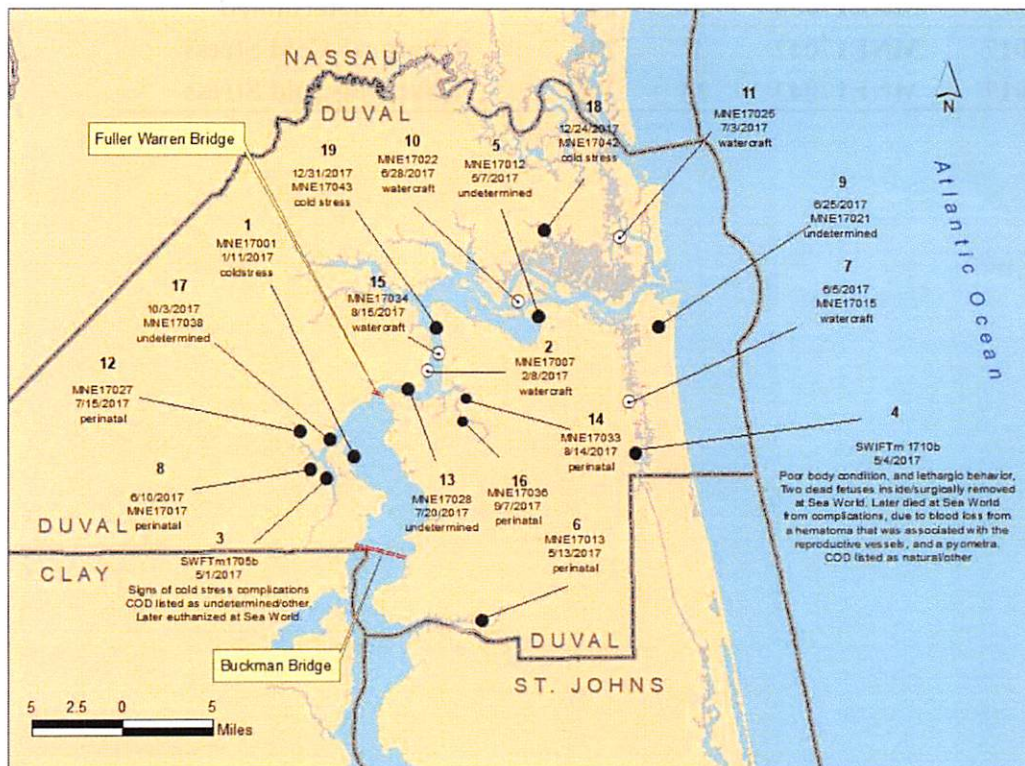 NASSAU
DUVAL
Fuller Warren Bridge
18
12/24/2017
MNE17042
cold stress
11
MNE17025
7/3/2017
watercraft
N
10
MNE17022
6/28/2017
watercraft
5
MNE17012
5/7/2017
undetermined
19
12/31/2017
MNE17043
cold stress
9
6/25/2017
MNE17021
undetermined
Atlantic Ocean
1
MNE17001
1/11/2017
coldstress
7
6/5/2017
MNE17015
watercraft
15
MNE17034
8/15/2017
watercraft
17
10/3/2017
MNE17038
undetermined
2
MNE17007
2/8/2017
watercraft
12
MNE17027
7/15/2017
perinatal
14
MNE17033
8/14/2017
perinatal
4
SWFTm 1710b
5/4/2017
Poor body condition, and lethargic behavior,
Two dead fetuses inside/surgically removed
at Sea World. Later died at Sea World
from complications, due to blood loss from
a hematoma that was associated with the
reproductive vessels, and a pyometra.
COD listed as natural/other
8
6/10/2017
MNE17017
perinatal
13
MNE17028
7/20/2017
undetermined
16
MNE17036
9/7/2017
perinatal
6
MNE17013
5/13/2017
perinatal
DUVAL
CLAY
3
SWFTm1705b
5/1/2017
Signs of cold stress complications
COD listed as undetermined/other.
Later euthanized at Sea World.
Buckman Bridge
DUVAL
ST. JOHNS
5 2.5 0 5
Miles